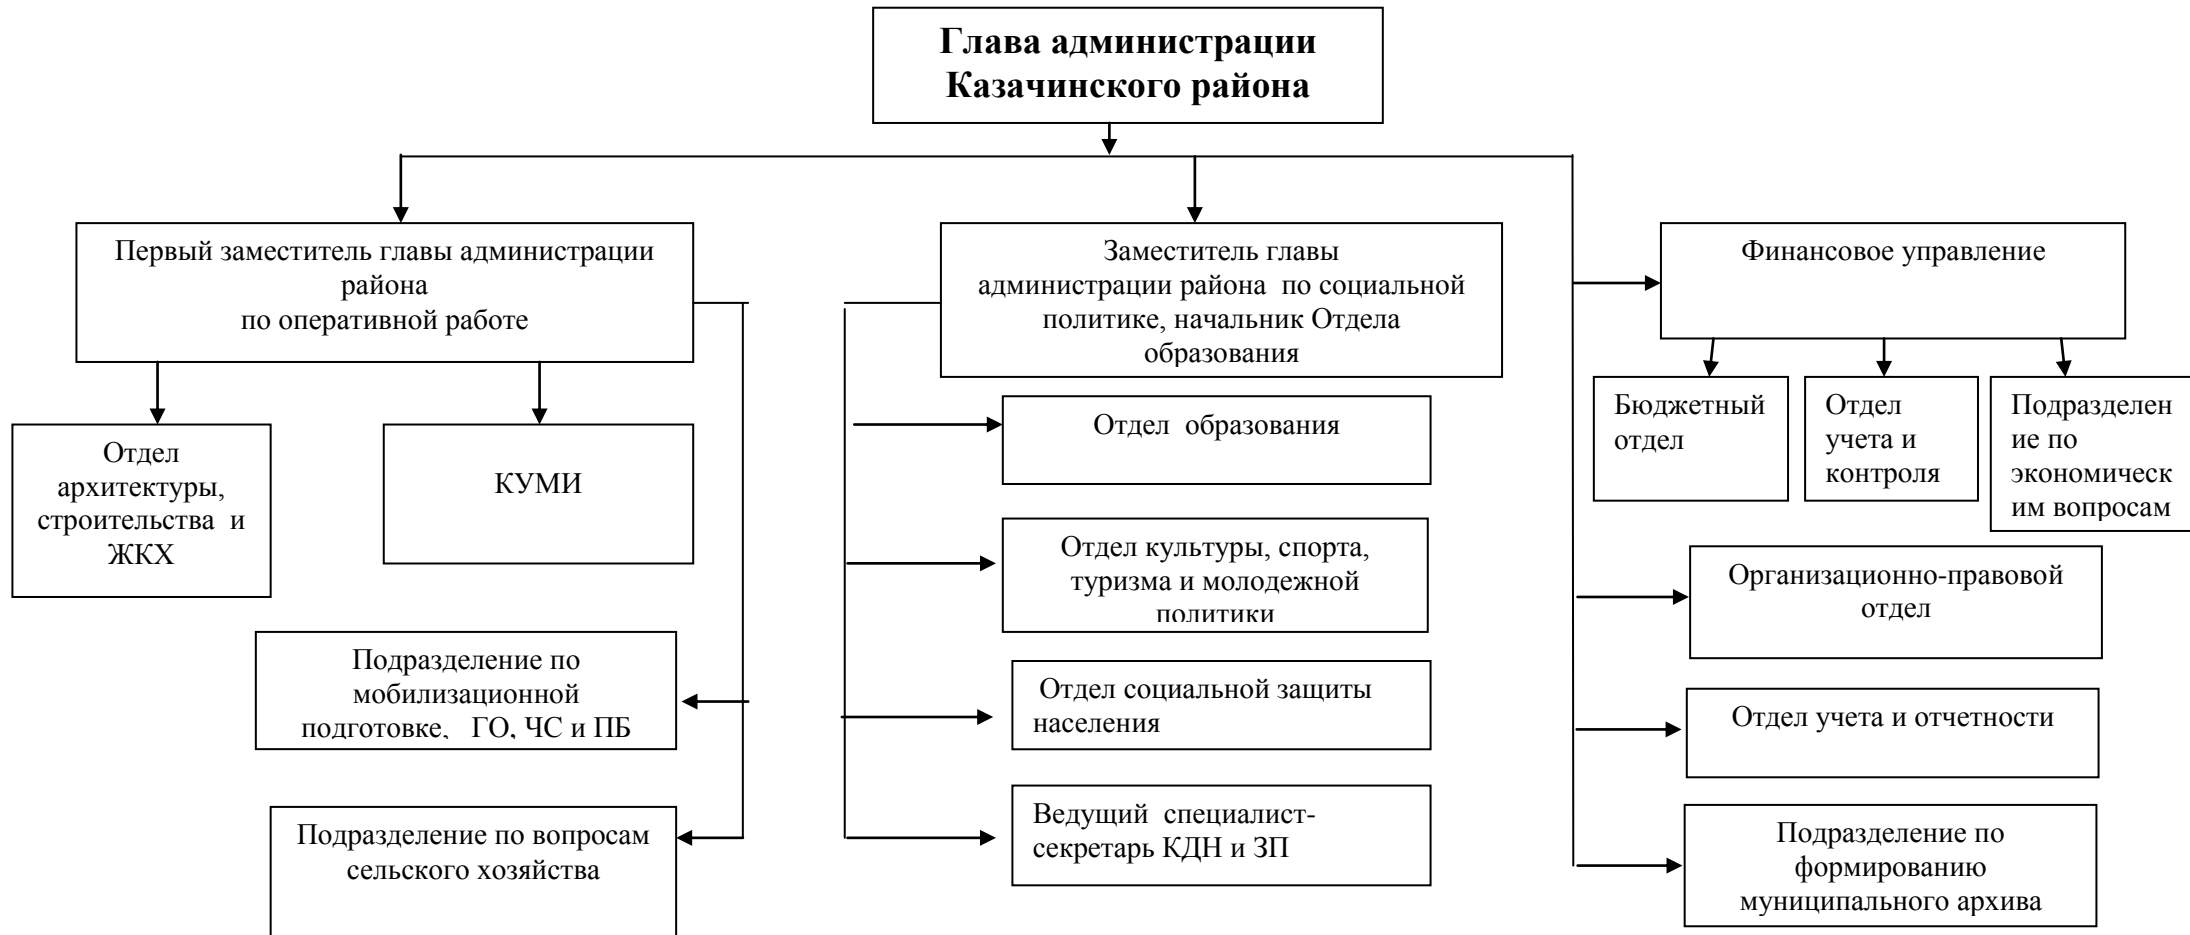 Глава администрации
Казачинского района
Первый заместитель главы администрации
района
по оперативной работе
Заместитель главы
администрации района по социальной
политике, начальник Отдела
образования
Финансовое управление
Отдел
архитектуры,
строительства и
ЖКХ
КУМИ
Отдел образования
Бюджетный
отдел
Отдел
учета и
контроля
Подразделен
ие по
экономическ
им вопросам
Отдел культуры, спорта,
туризма и молодежной
политики
Организационно-правовой
отдел
Подразделение по
мобилизационной
подготовке, ГО, ЧС и ПБ
Отдел социальной защиты
населения
Отдел учета и отчетности
Подразделение по вопросам
сельского хозяйства
Ведущий специалист-
секретарь КДН и ЗП
Подразделение по
формированию
муниципального архива